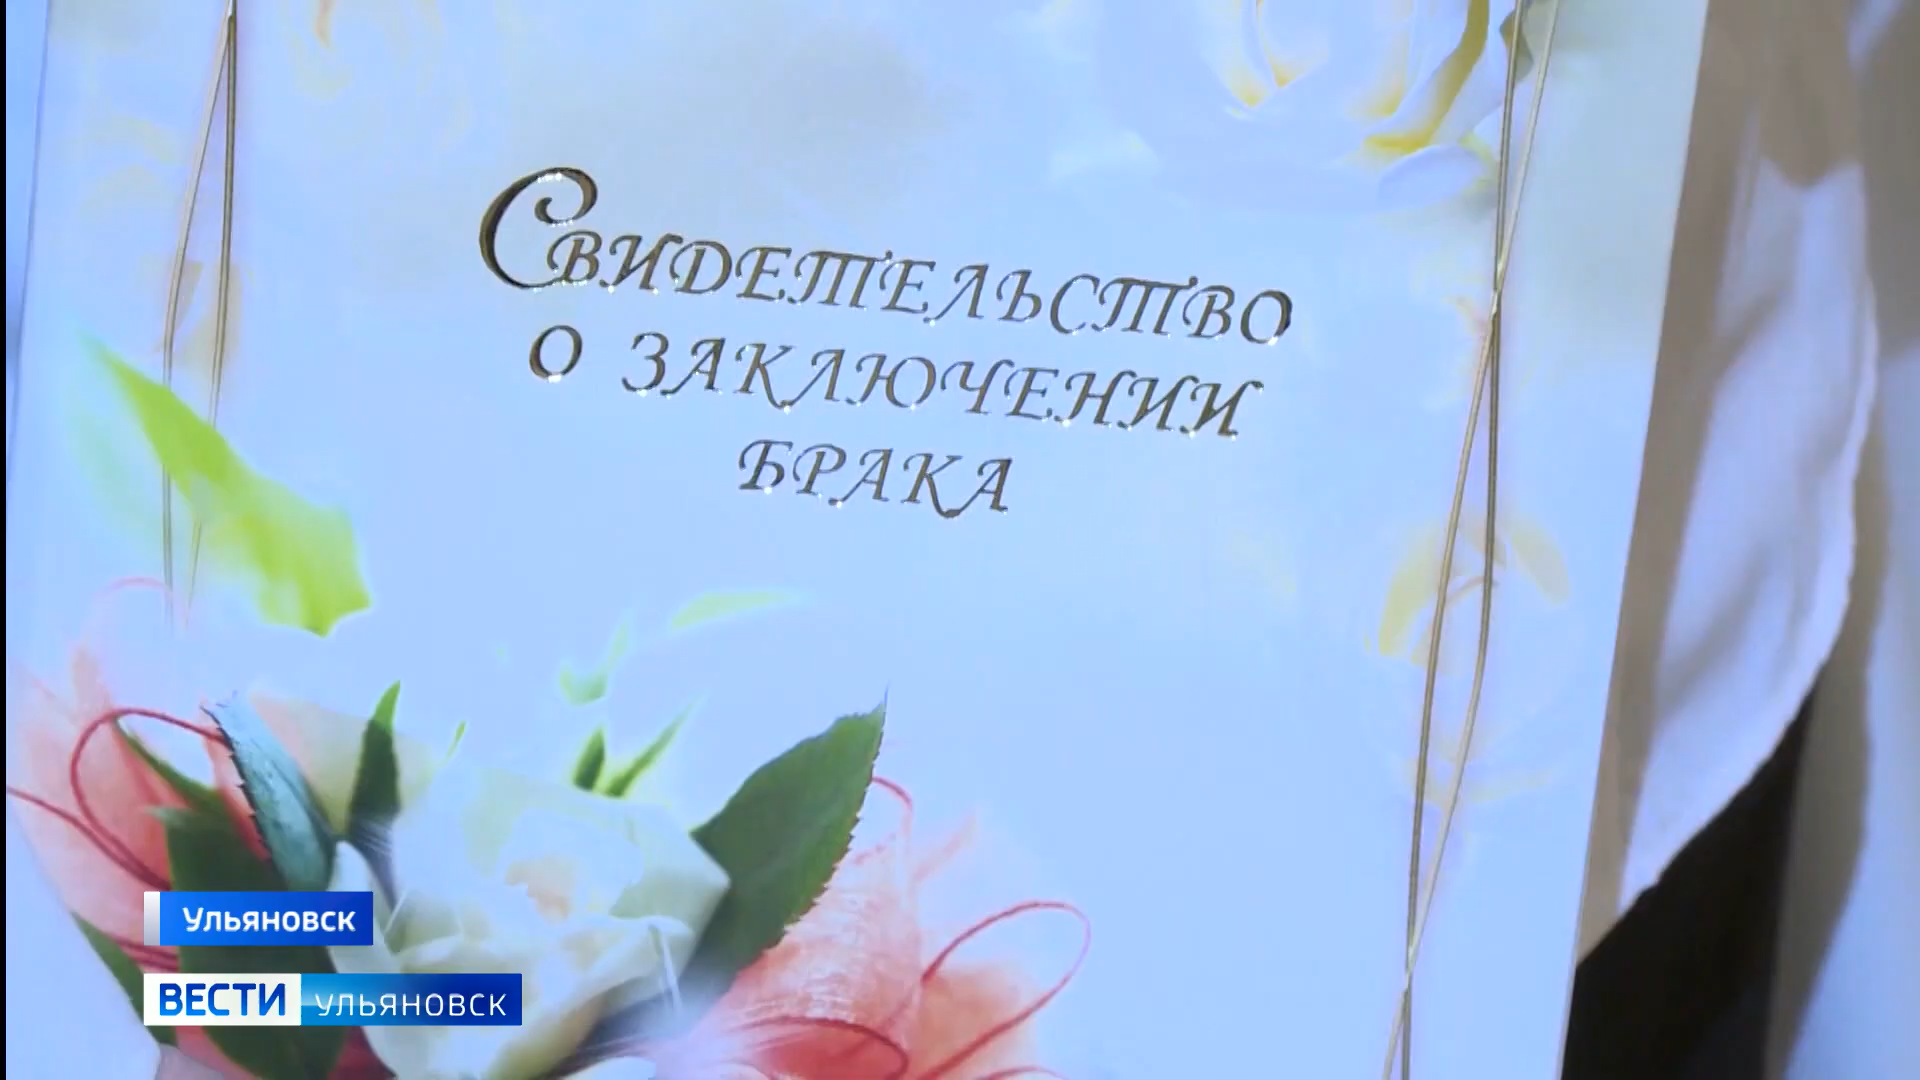 Свидетельство
о заключении
брака
Ульяновск
ВЕСТИ УЛЬЯНОВСК